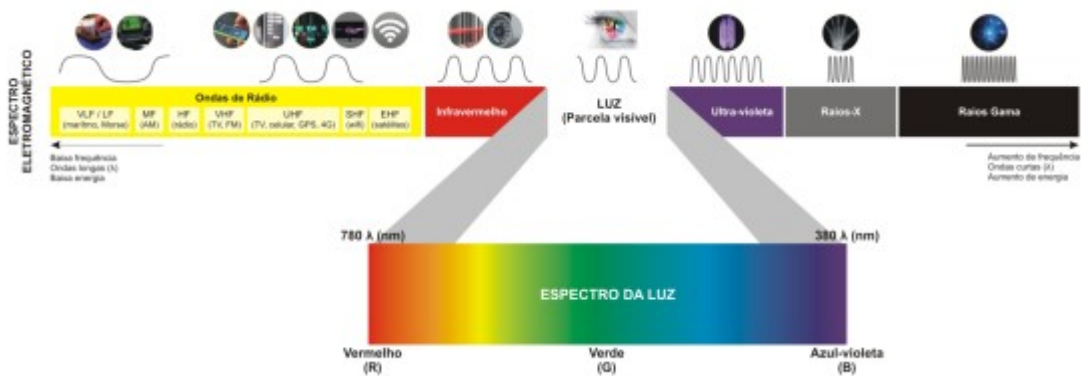 ESPECTRO
ELETROMAGNÉTICO
Ondas de Rádio
VLF / LF
(marítmo, Morse)
MF
(AM)
HF
(rádio)
VHF
(TV, FM)
UHF
(TV, celular, GPS, 4G)
SHF
(wifi)
EHF
(satélites)
Infravermelho
LUZ
(Parcela visível)
Ultra-violeta
Raios-X
Raios Gama
Baixa frequência
Ondas longas (λ)
Baixa energia
Aumento de frequência
Ondas curtas (λ)
Aumento de energia
780 λ (nm)
380 λ (nm)
ESPECTRO DA LUZ
Vermelho
(R)
Verde
(G)
Azul-violeta
(B)